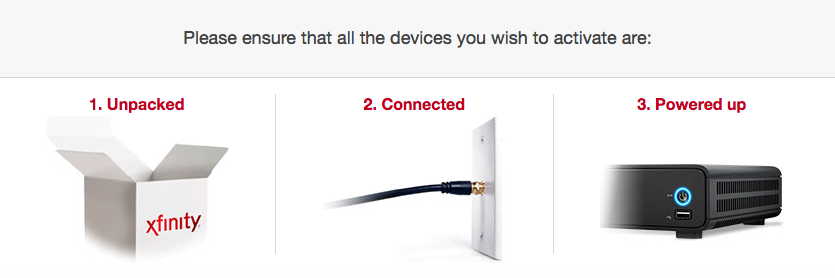 Please ensure that all the devices you wish to activate are:
1. Unpacked
2. Connected
3. Powered up
xfinity